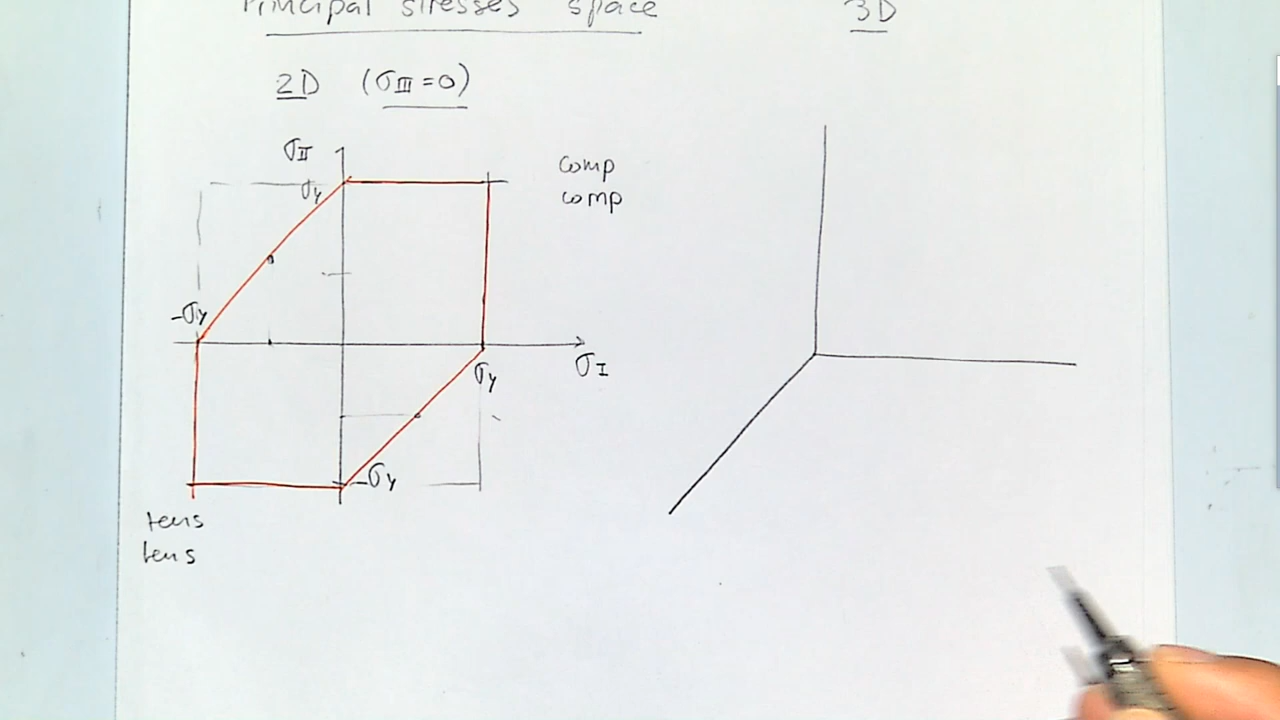 Principal stresses space
3D
2D (σIII = 0)
σII
σy
comp
comp
-σy
σI
σy
-σy
tens
tens